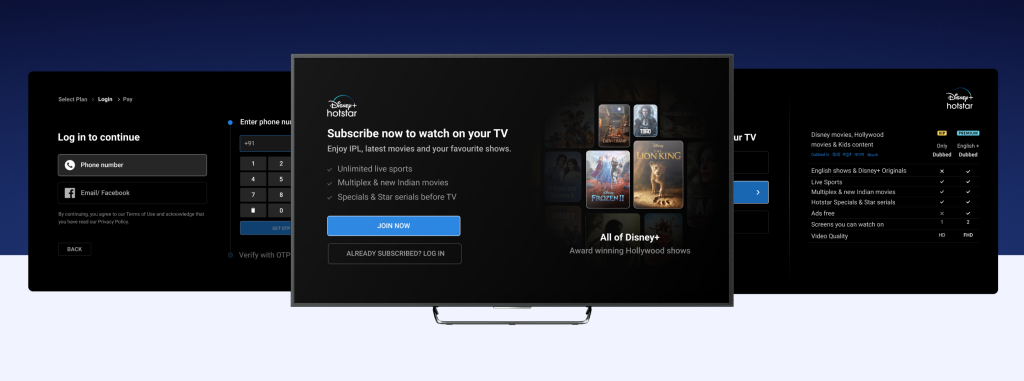 Select Plan > Login > Pay
Log in to continue
Phone number
Email/ Facebook
By continuing, you agree to our Terms of Use and acknowledge that
you have read our Privacy Policy.
BACK
Enter phone nu
+91
1 2
4 5
7 8
0
GET OTP
Verify with OTP
Disney+
hotstar
Subscribe now to watch on your TV
Enjoy IPL, latest movies and your favourite shows.
Unlimited live sports
Multiplex & new Indian movies
Specials & Star serials before TV
JOIN NOW
ALREADY SUBSCRIBED? LOG IN
TOGO
THE LION KING
FROZEN II
All of Disney+
Award winning Hollywood shows
ur TV
Disney+
hotstar
Disney movies, Hollywood
movies & Kids content
VIP PREMIUM
Only English +
Dubbed Dubbed
English shows & Disney+ Originals
Live Sports
Multiplex & new Indian movies
Hotstar Specials & Star serials
Ads free
Screens you can watch on 1 2
Video Quality HD FHD